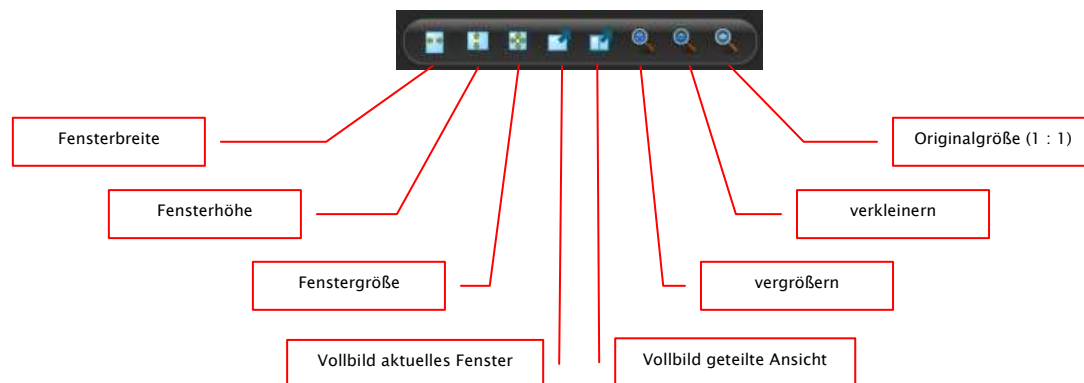 Fensterbreite
Originalgröße (1 : 1)
Fensterhöhe
verkleinern
Fenstergröße
vergrößern
Vollbild aktuelles Fenster
Vollbild geteilte Ansicht